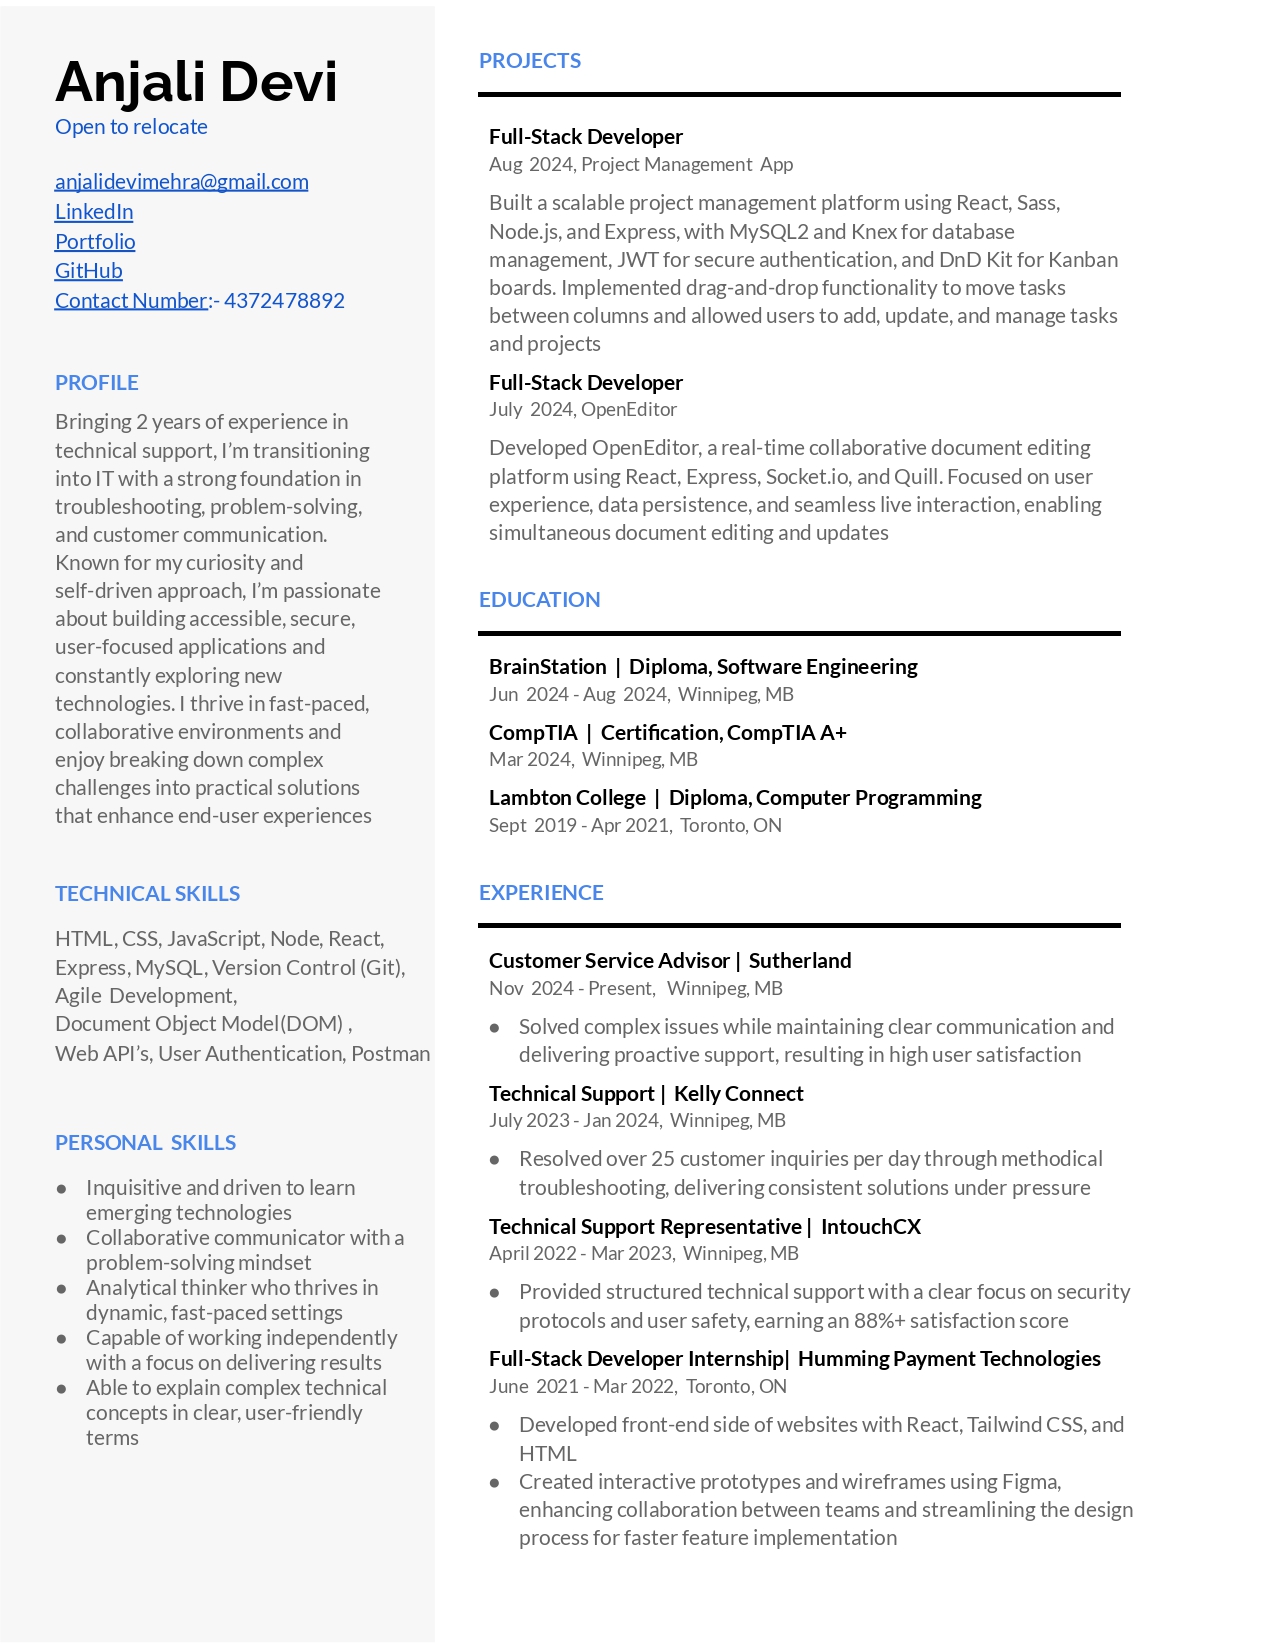 Anjali Devi
Open to relocate
anjalidevimehra@gmail.com
LinkedIn
Portfolio
GitHub
Contact Number:- 4372478892
PROFILE
Bringing 2 years of experience in
technical support, I’m transitioning
into IT with a strong foundation in
troubleshooting, problem-solving,
and customer communication.
Known for my curiosity and
self-driven approach, I’m passionate
about building accessible, secure,
user-focused applications and
constantly exploring new
technologies. I thrive in fast-paced,
collaborative environments and
enjoy breaking down complex
challenges into practical solutions
that enhance end-user experiences
TECHNICAL SKILLS
HTML, CSS, JavaScript, Node, React,
Express, MySQL, Version Control (Git),
Agile Development,
Document Object Model(DOM) ,
Web API’s, User Authentication, Postman
PERSONAL SKILLS
● Inquisitive and driven to learn
emerging technologies
● Collaborative communicator with a
problem-solving mindset
● Analytical thinker who thrives in
dynamic, fast-paced settings
● Capable of working independently
with a focus on delivering results
● Able to explain complex technical
concepts in clear, user-friendly
terms
PROJECTS
Full-Stack Developer
Aug 2024, Project Management App
Built a scalable project management platform using React, Sass,
Node.js, and Express, with MySQL2 and Knex for database
management, JWT for secure authentication, and DnD Kit for Kanban
boards. Implemented drag-and-drop functionality to move tasks
between columns and allowed users to add, update, and manage tasks
and projects
Full-Stack Developer
July 2024, OpenEditor
Developed OpenEditor, a real-time collaborative document editing
platform using React, Express, Socket.io, and Quill. Focused on user
experience, data persistence, and seamless live interaction, enabling
simultaneous document editing and updates
EDUCATION
BrainStation | Diploma, Software Engineering
Jun 2024 - Aug 2024, Winnipeg, MB
CompTIA | Certification, CompTIA A+
Mar 2024, Winnipeg, MB
Lambton College | Diploma, Computer Programming
Sept 2019 - Apr 2021, Toronto, ON
EXPERIENCE
Customer Service Advisor | Sutherland
Nov 2024 - Present, Winnipeg, MB
● Solved complex issues while maintaining clear communication and
delivering proactive support, resulting in high user satisfaction
Technical Support | Kelly Connect
July 2023 - Jan 2024, Winnipeg, MB
● Resolved over 25 customer inquiries per day through methodical
troubleshooting, delivering consistent solutions under pressure
Technical Support Representative | IntouchCX
April 2022 - Mar 2023, Winnipeg, MB
● Provided structured technical support with a clear focus on security
protocols and user safety, earning an 88%+ satisfaction score
Full-Stack Developer Internship| Humming Payment Technologies
June 2021 - Mar 2022, Toronto, ON
● Developed front-end side of websites with React, Tailwind CSS, and
HTML
● Created interactive prototypes and wireframes using Figma,
enhancing collaboration between teams and streamlining the design
process for faster feature implementation